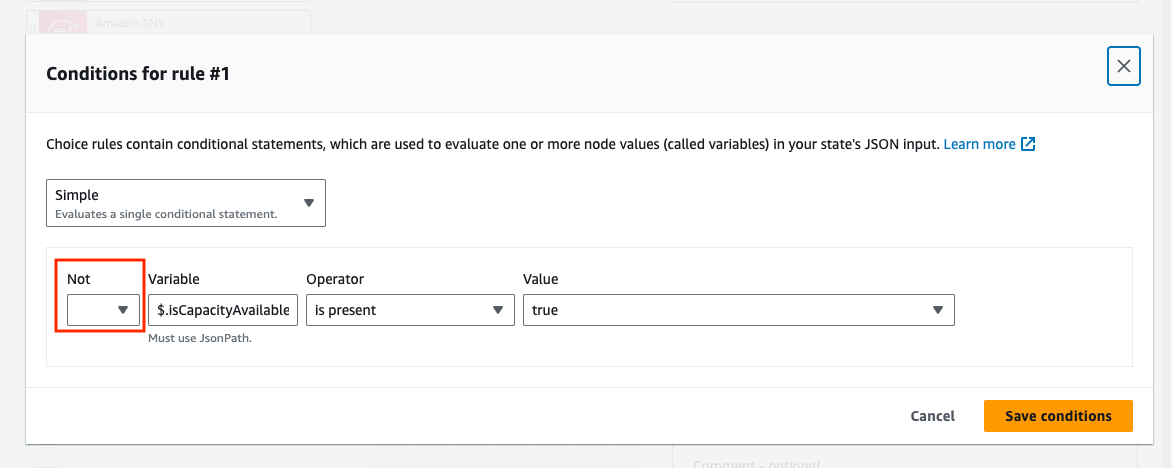 Amazon SNS
Conditions for rule #1
Choice rules contain conditional statements, which are used to evaluate one or more node values (called variables) in your state's JSON input. Learn more
Simple
Evaluates a single conditional statement.
Not Variable Operator Value
$.isCapacityAvailable is present true
Must use JsonPath.
Cancel Save conditions
Comment - optional